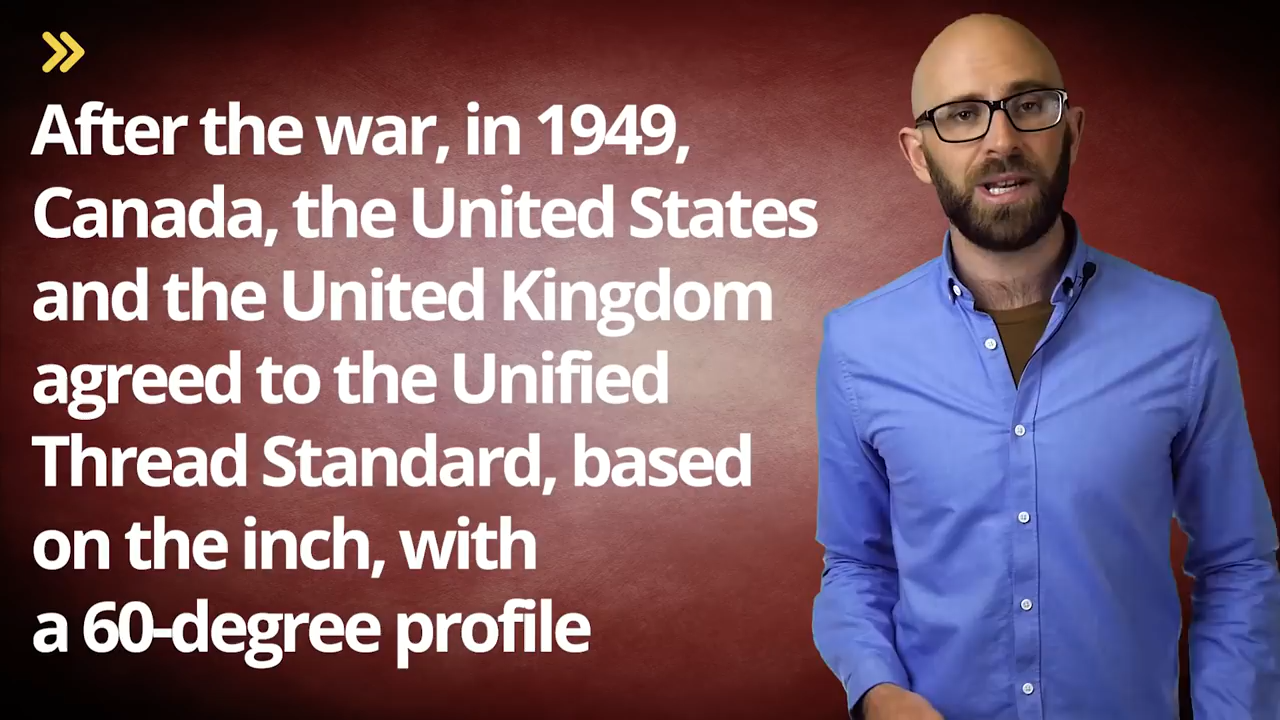 After the war, in 1949,
Canada, the United States
and the United Kingdom
agreed to the Unified
Thread Standard, based
on the inch, with
a 60-degree profile